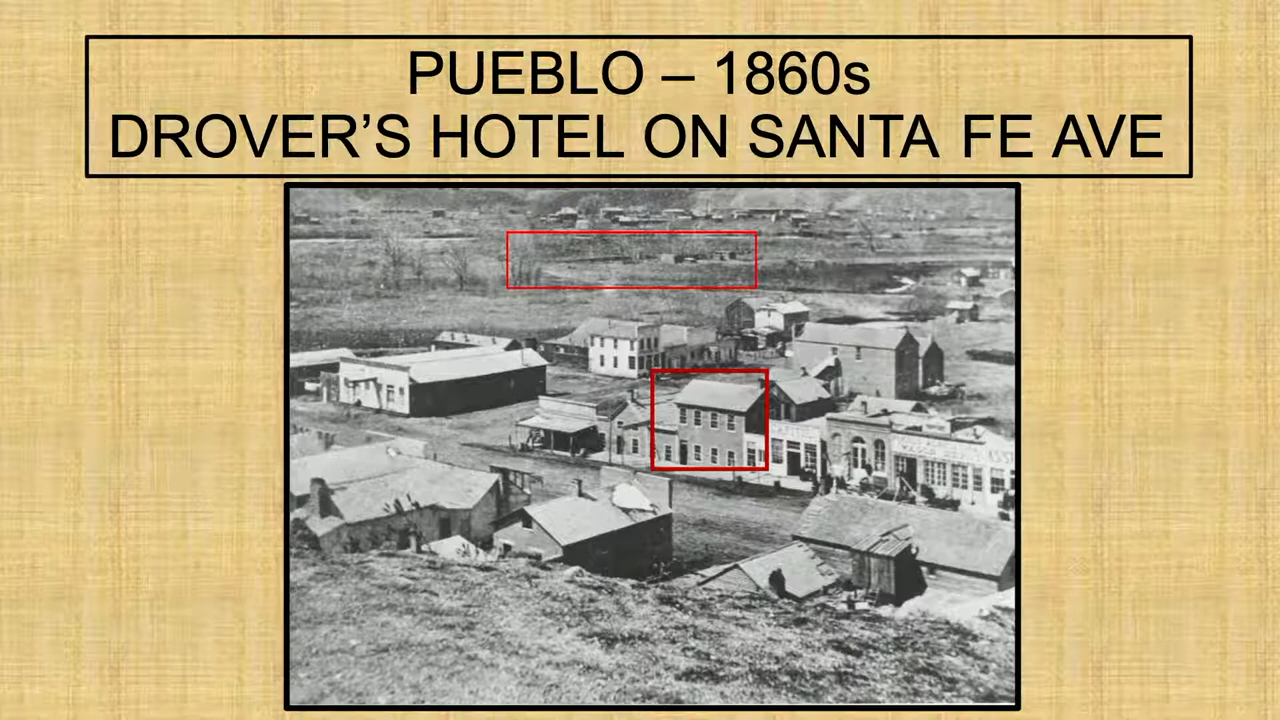 PUEBLO – 1860s
DROVER'S HOTEL ON SANTA FE AVE